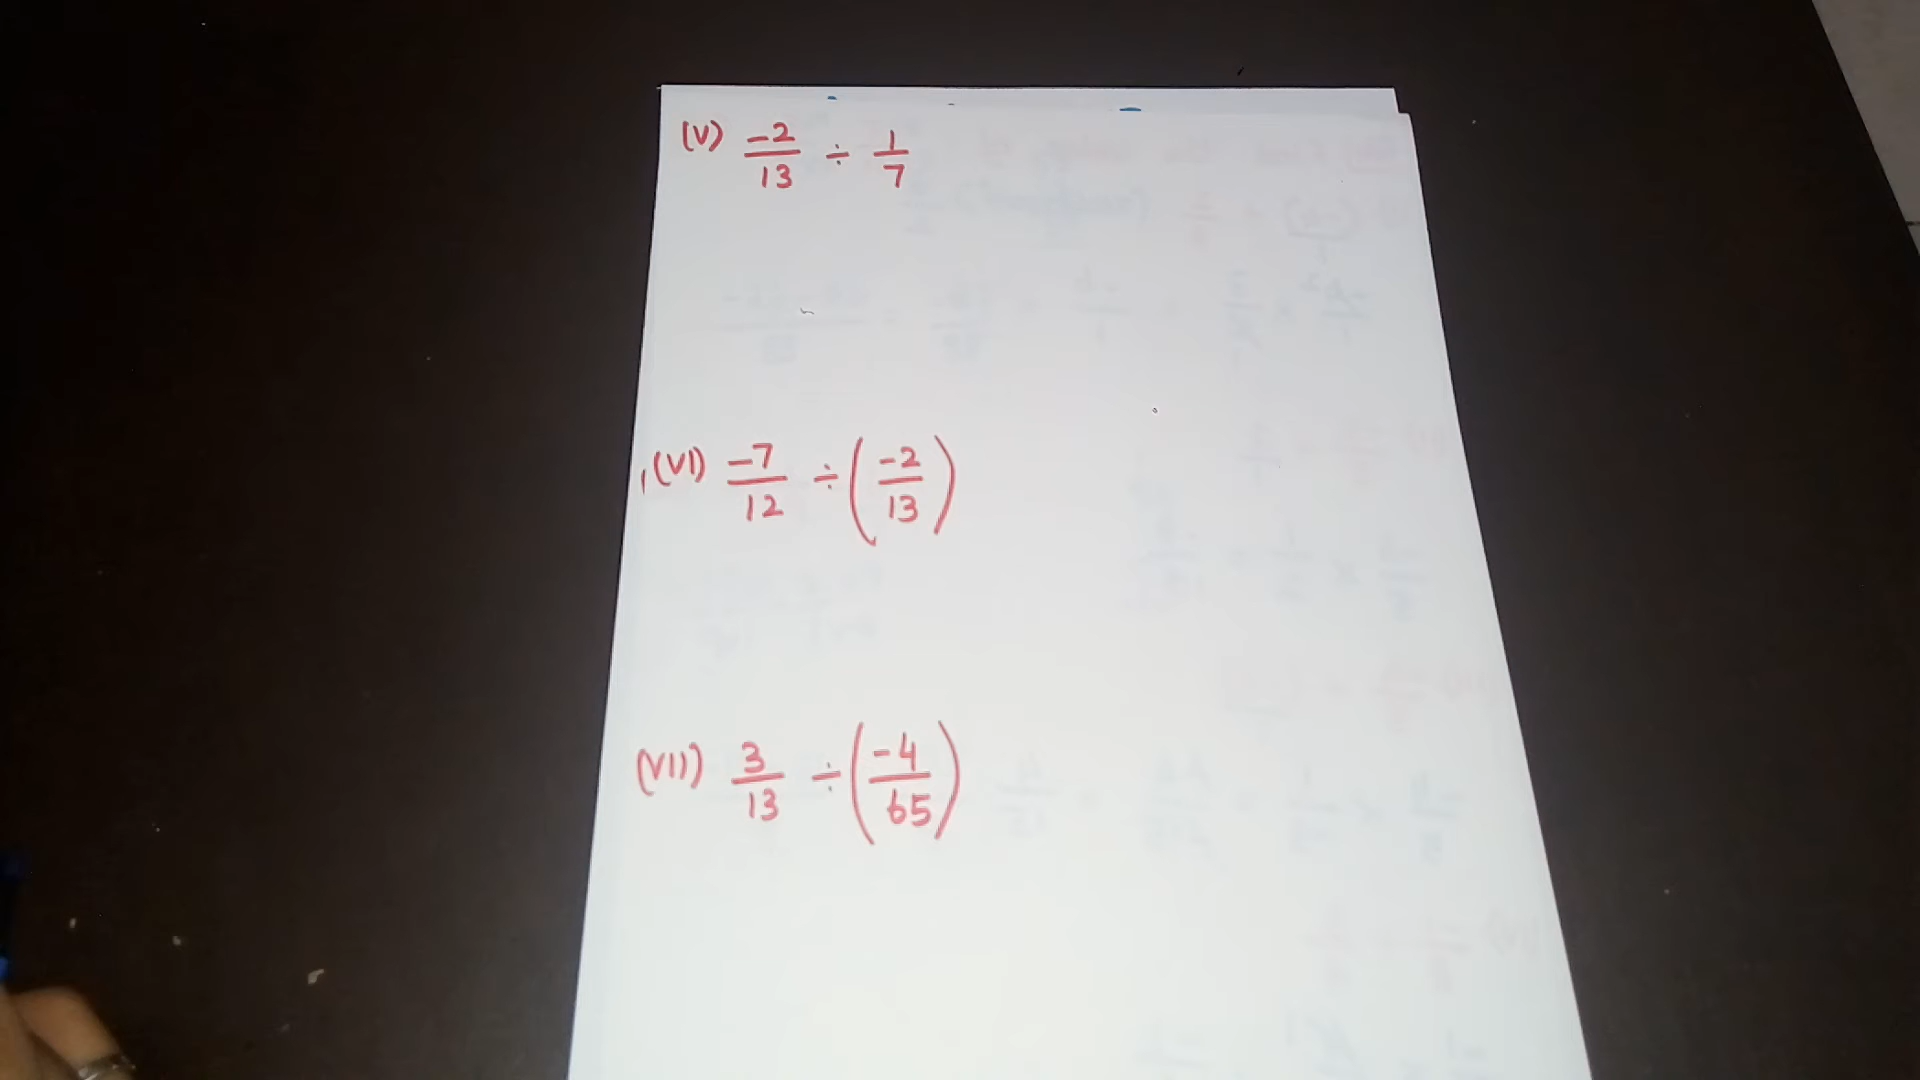 (V) -2/13 ÷ 1/7
(VI) -7/12 ÷ (-2/13)
(VII) 3/13 ÷ (-4/65)